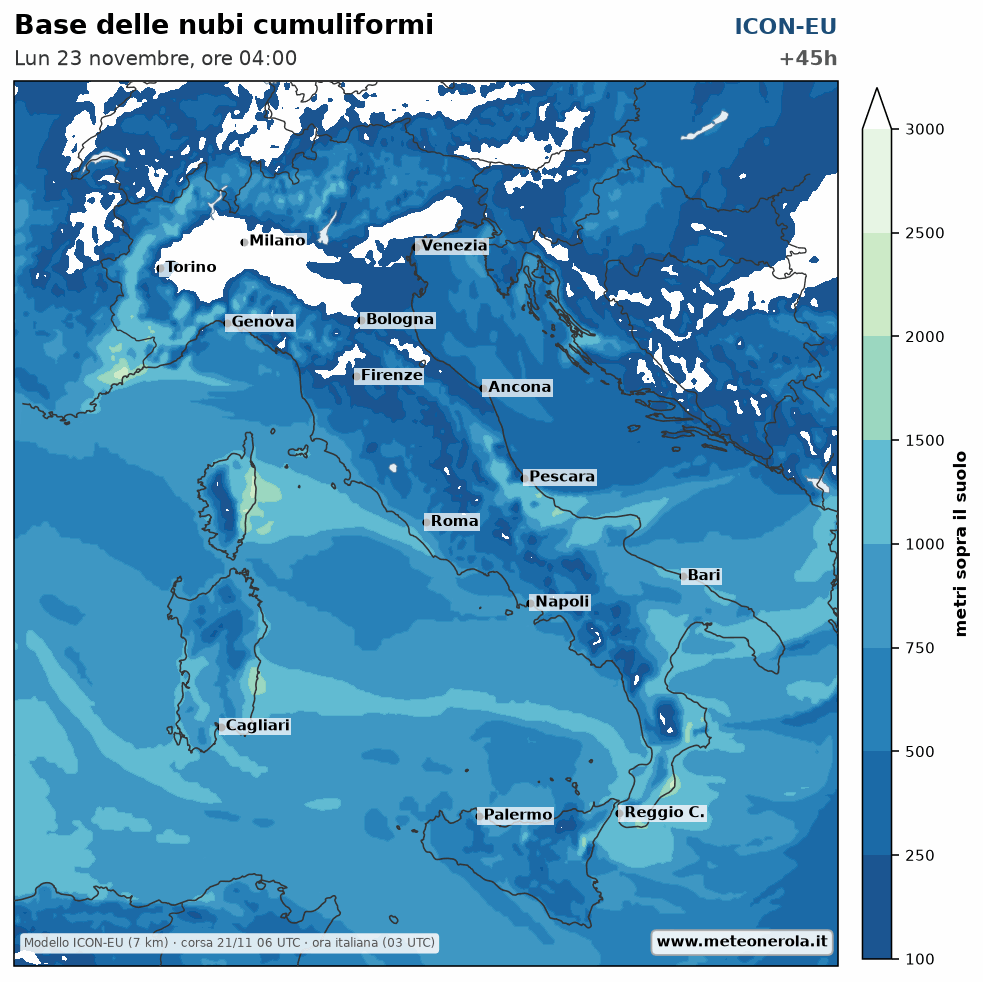 Base delle nubi cumuliformi
ICON-EU
Lun 23 novembre, ore 04:00
+45h
3000
2500
2000
1500
1000
750
500
250
100
metri sopra il suolo
Milano
Venezia
Torino
Genova
Bologna
Firenze
Ancona
Pescara
Roma
Bari
Napoli
Cagliari
Palermo
Reggio C.
Modello ICON-EU (7 km) · corsa 21/11 06 UTC · ora italiana (03 UTC)
www.meteonerola.it